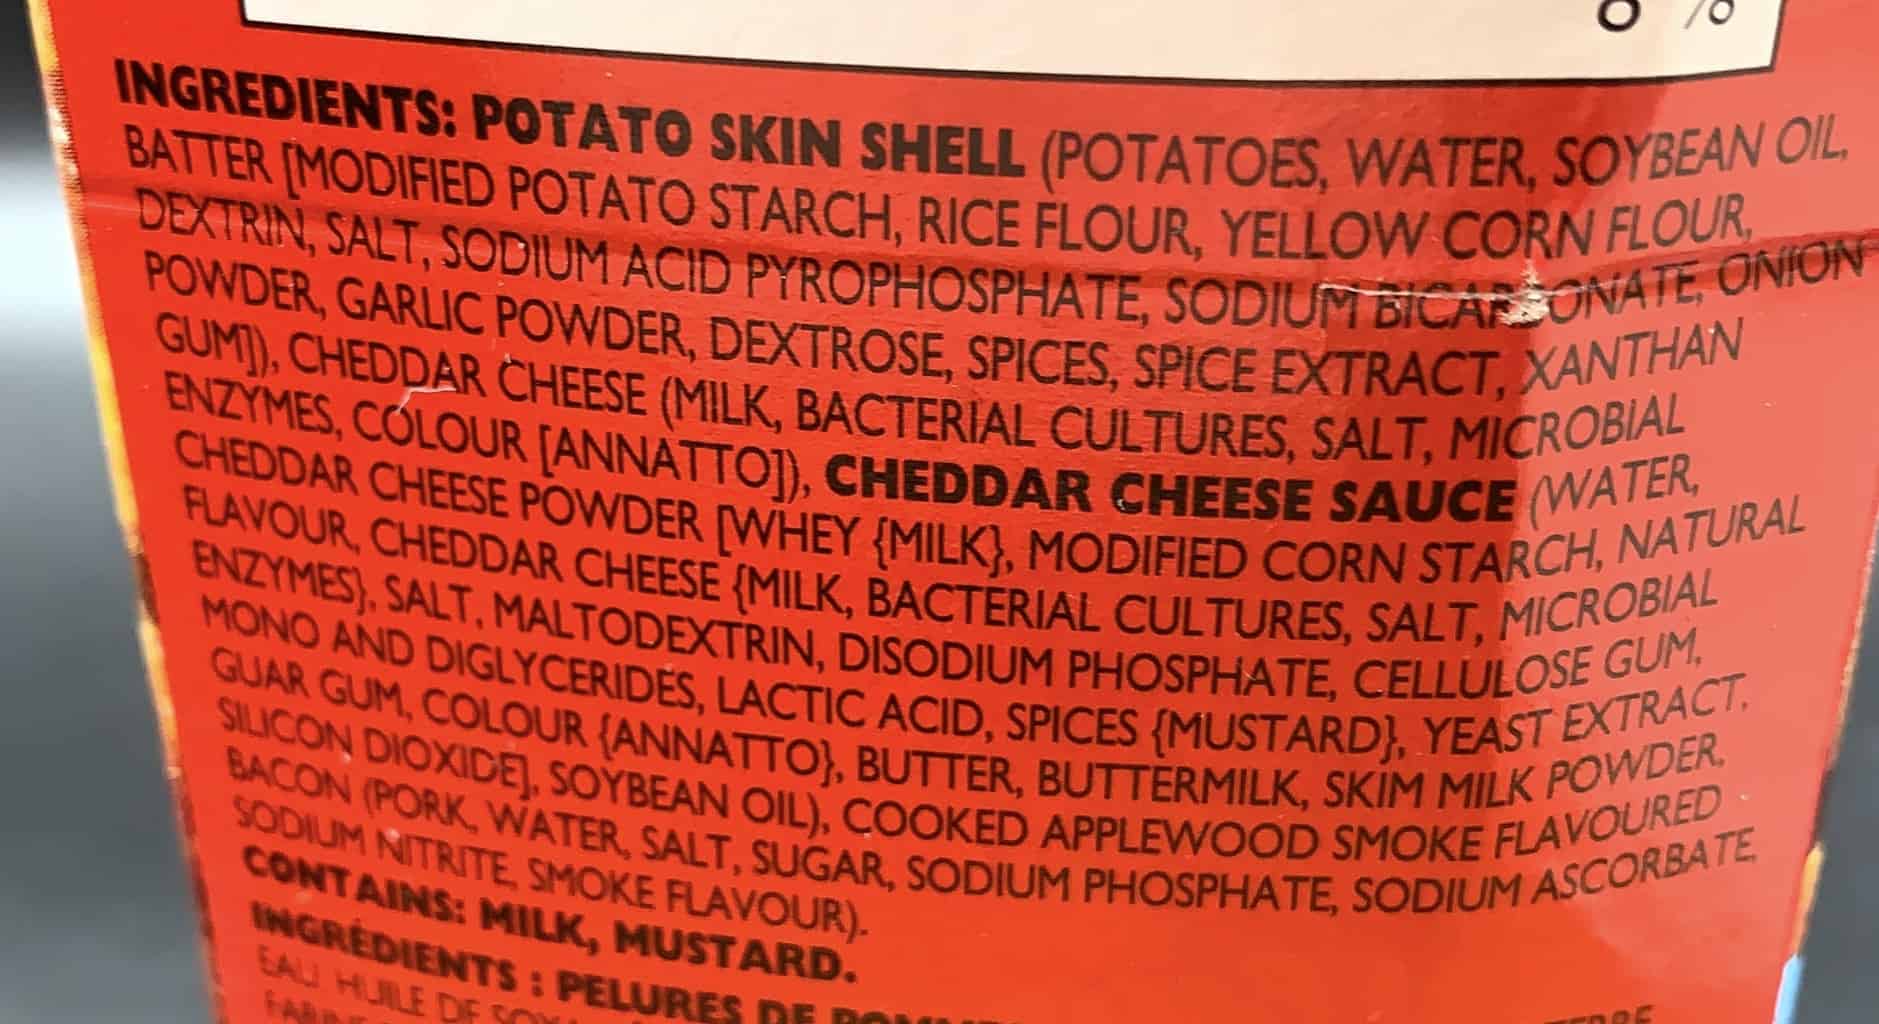 8 %
INGREDIENTS: POTATO SKIN SHELL (POTATOES, WATER, SOYBEAN OIL,
BATTER [MODIFIED POTATO STARCH, RICE FLOUR, YELLOW CORN FLOUR,
DEXTRIN, SALT, SODIUM ACID PYROPHOSPHATE, SODIUM BICARBONATE, ONION
POWDER, GARLIC POWDER, DEXTROSE, SPICES, SPICE EXTRACT, XANTHAN
GUM]), CHEDDAR CHEESE (MILK, BACTERIAL CULTURES, SALT, MICROBIAL
ENZYMES, COLOUR [ANNATTO]), CHEDDAR CHEESE SAUCE (WATER,
CHEDDAR CHEESE POWDER [WHEY {MILK}, MODIFIED CORN STARCH, NATURAL
FLAVOUR, CHEDDAR CHEESE {MILK, BACTERIAL CULTURES, SALT, MICROBIAL
ENZYMES}, SALT, MALTODEXTRIN, DISODIUM PHOSPHATE, CELLULOSE GUM,
MONO AND DIGLYCERIDES, LACTIC ACID, SPICES {MUSTARD}, YEAST EXTRACT,
GUAR GUM, COLOUR {ANNATTO}, BUTTER, BUTTERMILK, SKIM MILK POWDER,
SILICON DIOXIDE], SOYBEAN OIL), COOKED APPLEWOOD SMOKE FLAVOURED
BACON (PORK, WATER, SALT, SUGAR, SODIUM PHOSPHATE, SODIUM ASCORBATE,
SODIUM NITRITE, SMOKE FLAVOUR).
CONTAINS: MILK, MUSTARD.
INGRÉDIENTS : PELURES DE
EAU, HUILE DE